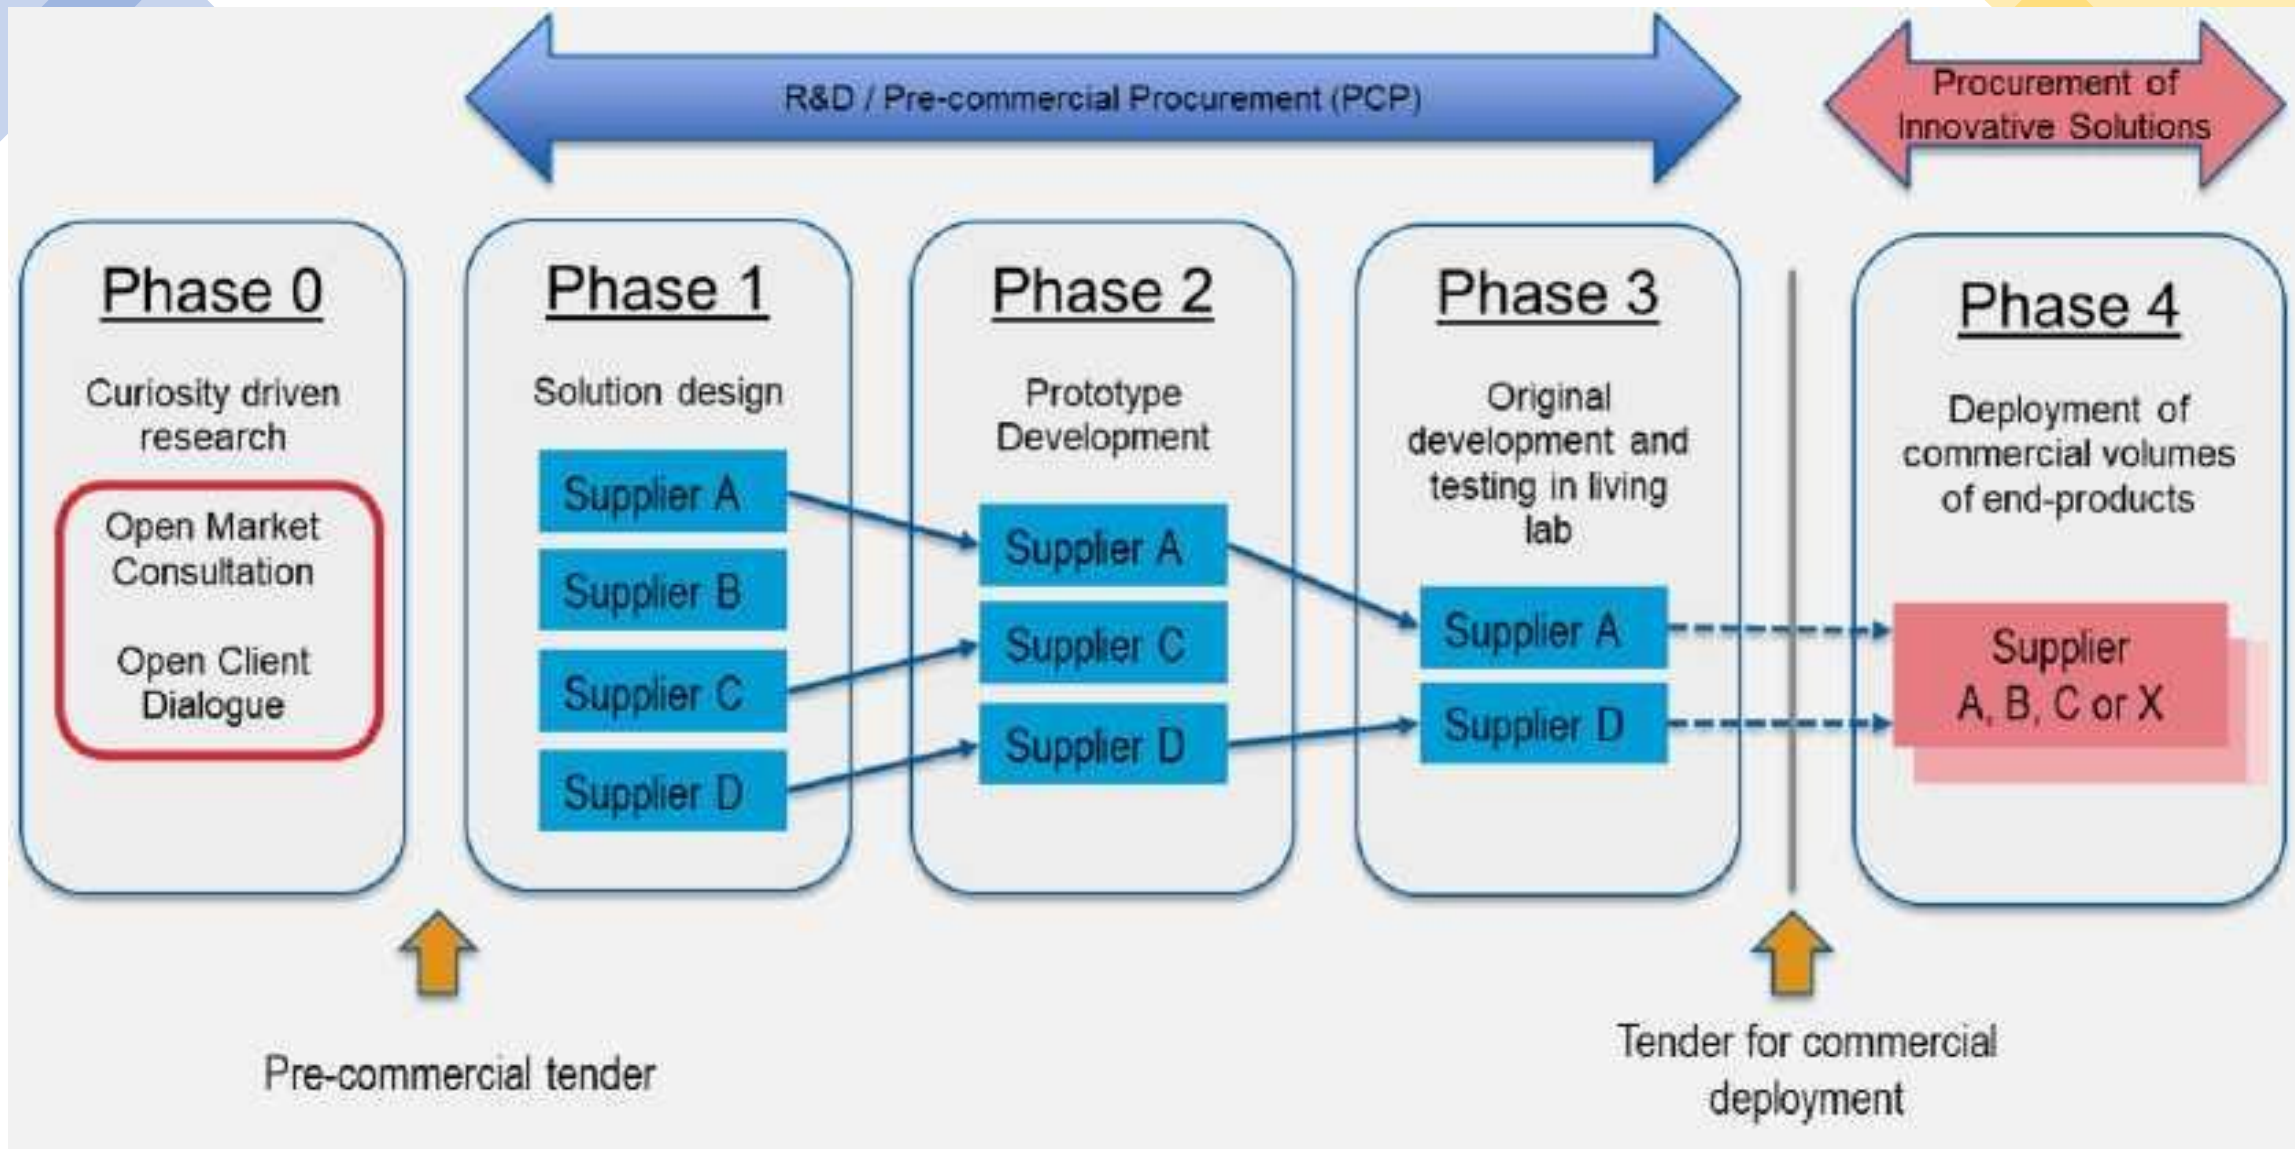 R&D / Pre-commercial Procurement (PCP)
Procurement of
Innovative Solutions
Phase 0
Curiosity driven
research
Open Market
Consultation
Open Client
Dialogue
Phase 1
Solution design
Supplier A
Supplier B
Supplier C
Supplier D
Phase 2
Prototype
Development
Supplier A
Supplier C
Supplier D
Phase 3
Original
development and
testing in living
lab
Supplier A
Supplier D
Phase 4
Deployment of
commercial volumes
of end-products
Supplier
A, B, C or X
Pre-commercial tender
Tender for commercial
deployment